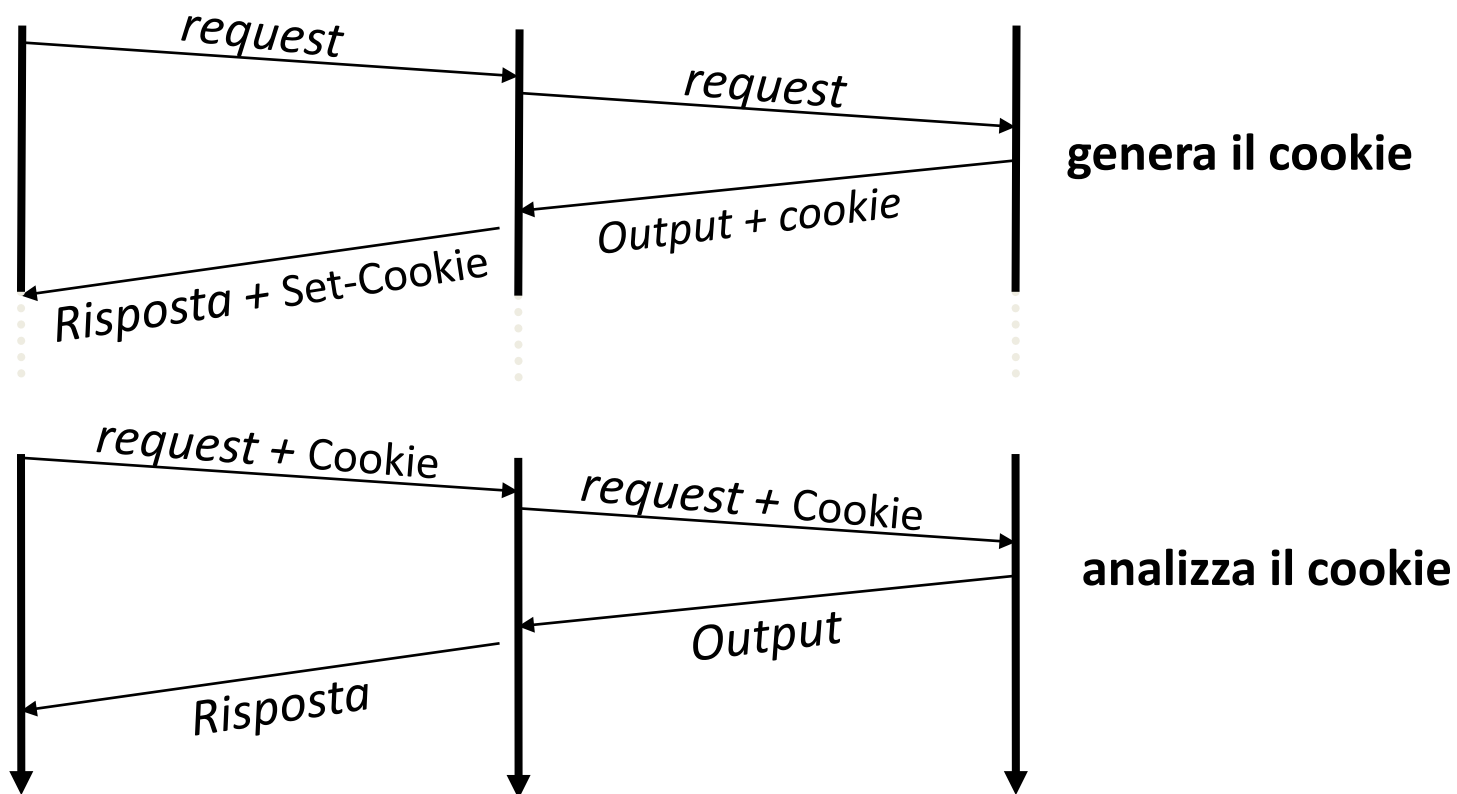 request
request
genera il cookie
Output + cookie
Risposta + Set-Cookie
request + Cookie
request + Cookie
analizza il cookie
Output
Risposta